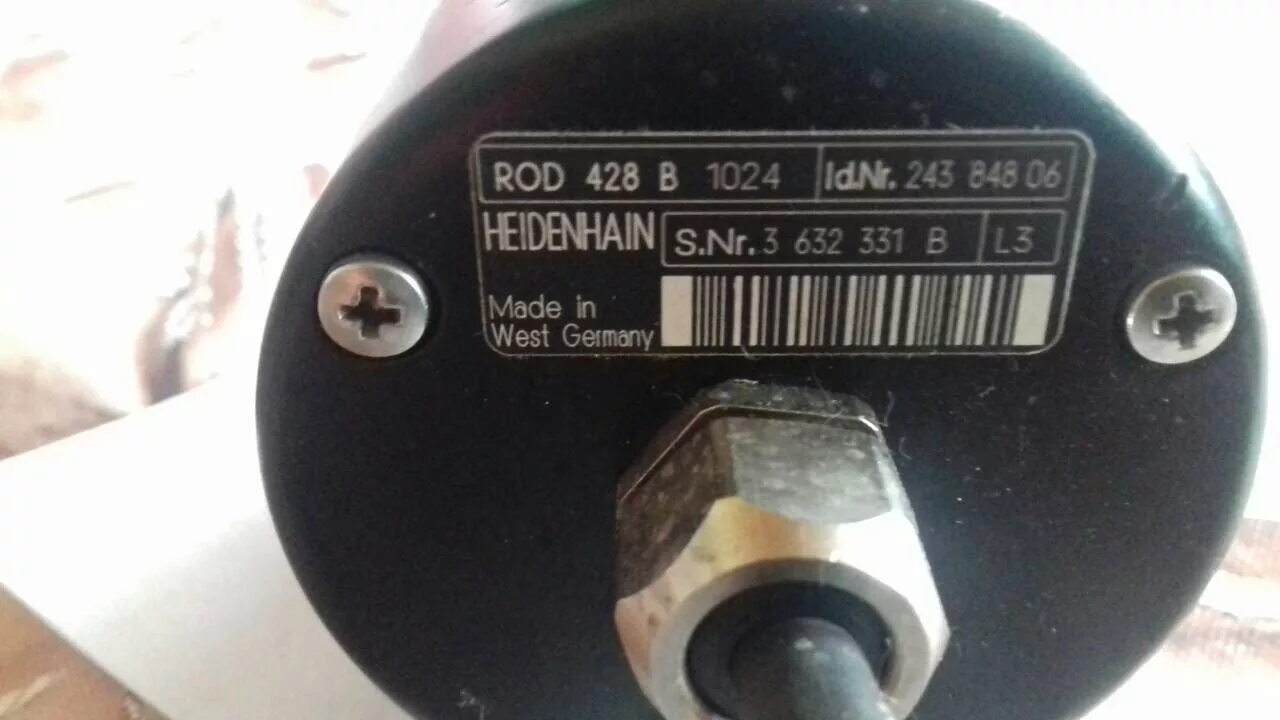 ROD 428 B 1024 Id.Nr. 243 848 06
HEIDENHAIN S.Nr. 3 632 331 B L3
Made in
West Germany